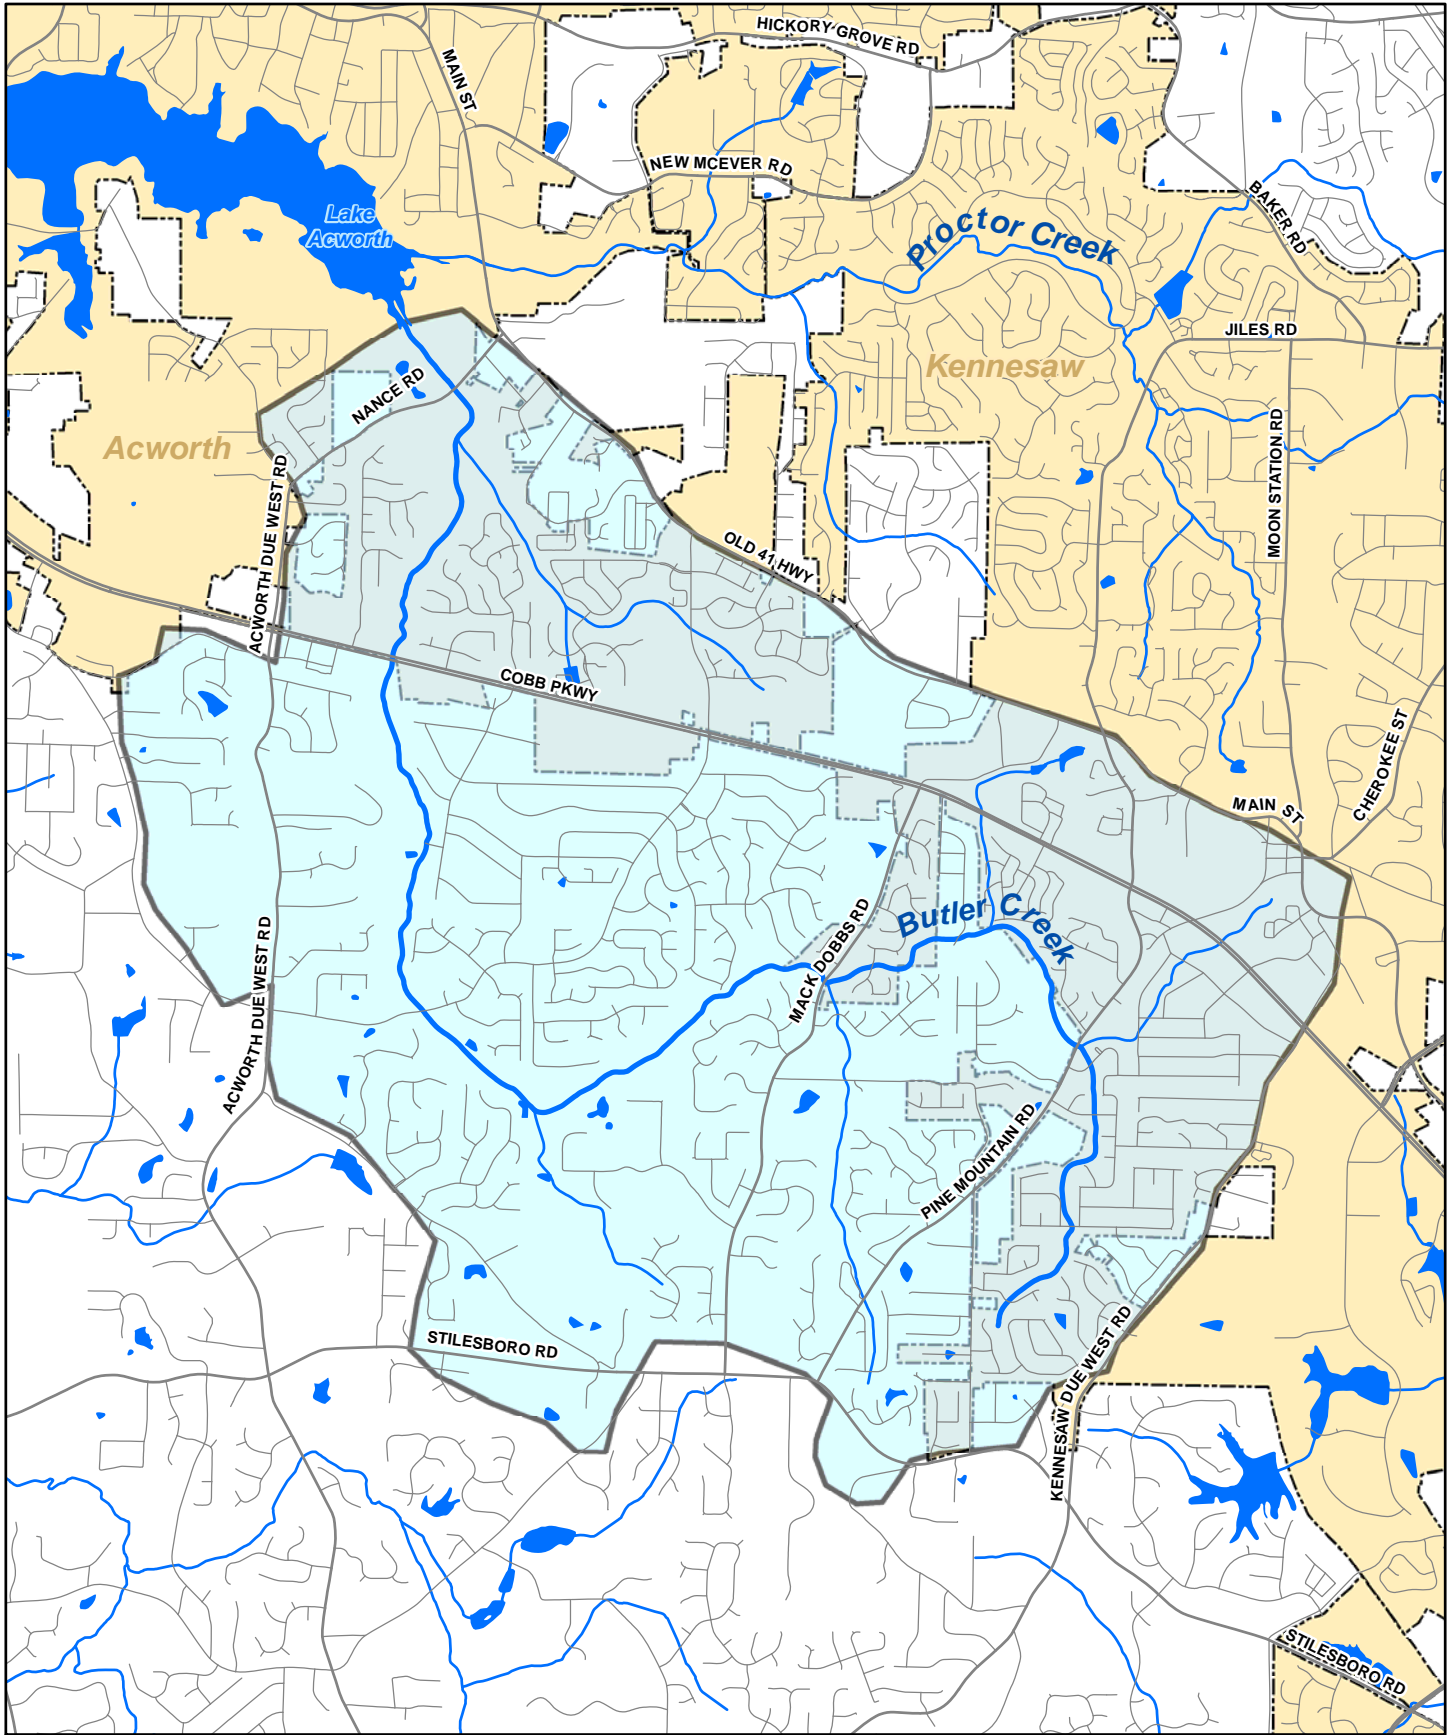 HICKORY GROVE RD
MAIN ST
NEW MCEVER RD
BAKER RD
Lake
Acworth
Proctor Creek
JILES RD
Kennesaw
NANCE RD
Acworth
MOON STATION RD
ACWORTH DUE WEST RD
OLD 41 HWY
COBB PKWY
CHEROKEE ST
MAIN ST
Butler Creek
MACK DOBBS RD
ACWORTH DUE WEST RD
PINE MOUNTAIN RD
STILESBORO RD
KENNESAW DUE WEST RD
STILESBORO RD